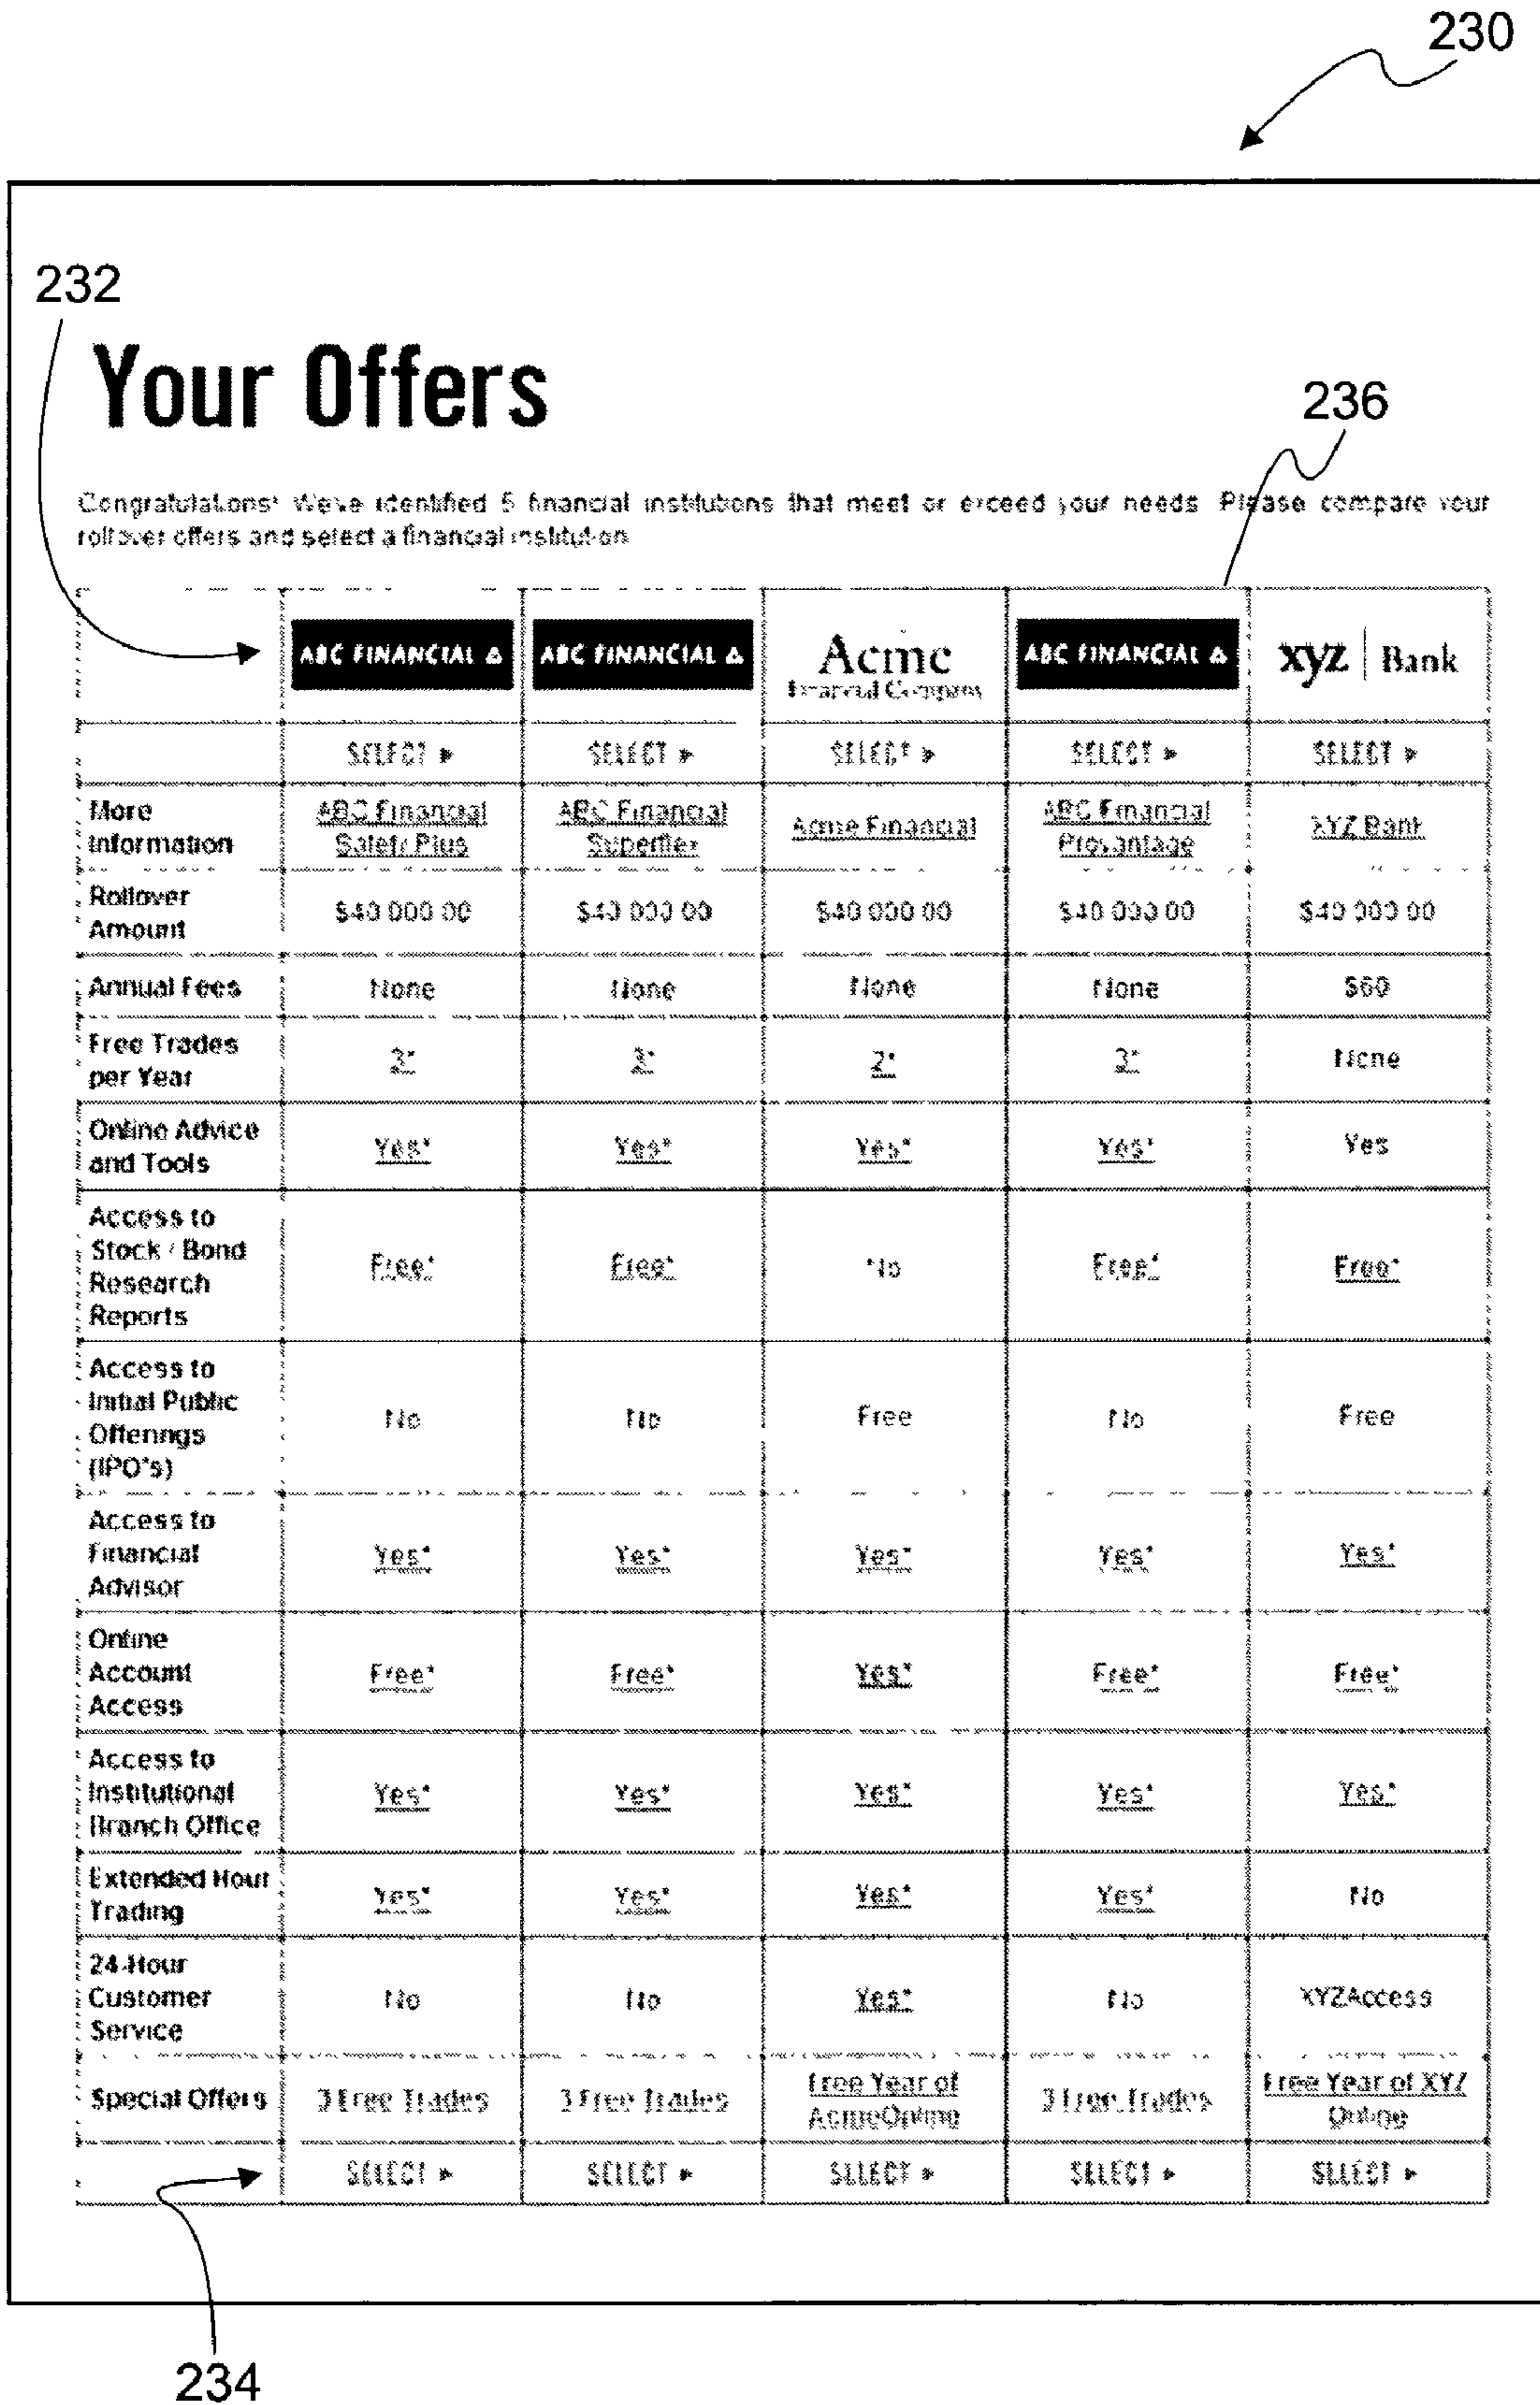 230
232
Your Offers
236
Congratulations! We've identified 5 financial institutions that meet or exceed your needs. Please compare your
rollover offers and select a financial institution
ABC FINANCIAL ABC FINANCIAL Acme ABC FINANCIAL xyz | Bank
Financial Company
SELECT SELECT SELECT SELECT SELECT
More Information ABC Financial Safety Plus ABC Financial Superflex Acme Financial ABC Financial Provantage XYZ Bank
Rollover Amount $40 000 00 $40 000 00 $40 000 00 $40 000 00 $40 000 00
Annual Fees None None None None $60
Free Trades per Year 3* 3* 2* 3* None
Online Advice and Tools Yes* Yes* Yes* Yes* Yes
Access to Stock / Bond Research Reports Free* Free* No Free* Free*
Access to Initial Public Offerings (IPO's) No No Free No Free
Access to Financial Advisor Yes* Yes* Yes* Yes* Yes*
Online Account Access Free* Free* Yes* Free* Free*
Access to Institutional Branch Office Yes* Yes* Yes* Yes* Yes*
Extended Hour Trading Yes* Yes* Yes* Yes* No
24-Hour Customer Service No No Yes* No XYZAccess
Special Offers 3 Free Trades 3 Free Trades Free Year of AcmeOnline 3 Free Trades Free Year of XYZ Online
SELECT SELECT SELECT SELECT SELECT
234